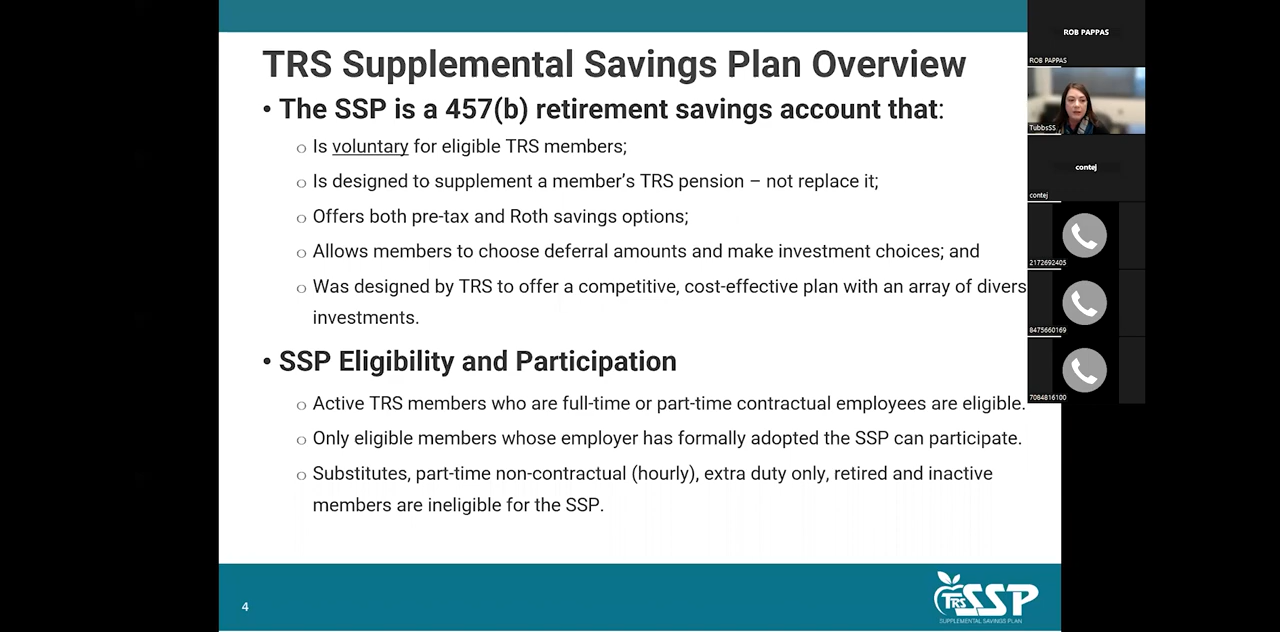 TRS Supplemental Savings Plan Overview
• The SSP is a 457(b) retirement savings account that:
o Is voluntary for eligible TRS members;
o Is designed to supplement a member's TRS pension – not replace it;
o Offers both pre-tax and Roth savings options;
o Allows members to choose deferral amounts and make investment choices; and
o Was designed by TRS to offer a competitive, cost-effective plan with an array of divers
investments.
• SSP Eligibility and Participation
o Active TRS members who are full-time or part-time contractual employees are eligible.
o Only eligible members whose employer has formally adopted the SSP can participate.
o Substitutes, part-time non-contractual (hourly), extra duty only, retired and inactive
members are ineligible for the SSP.
4
TRS SSP
SUPPLEMENTAL SAVINGS PLAN
ROB PAPPAS
ROB PAPPAS
TubbsSS
contej
contej
2172692405
8475660169
7084816100